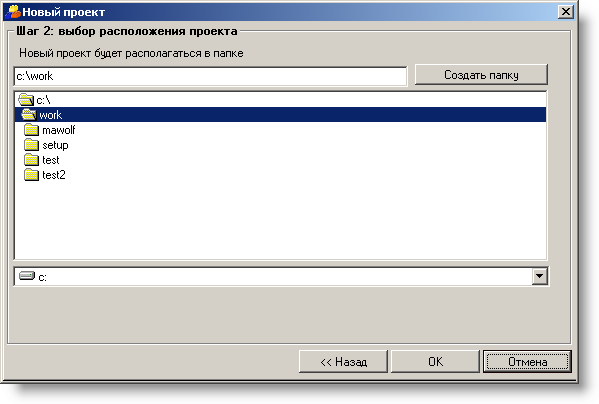 Новый проект
Шаг 2: выбор расположения проекта
Новый проект будет располагаться в папке
c:\work
Создать папку
c:\
work
mawolf
setup
test
test2
c:
<< Назад
OK
Отмена